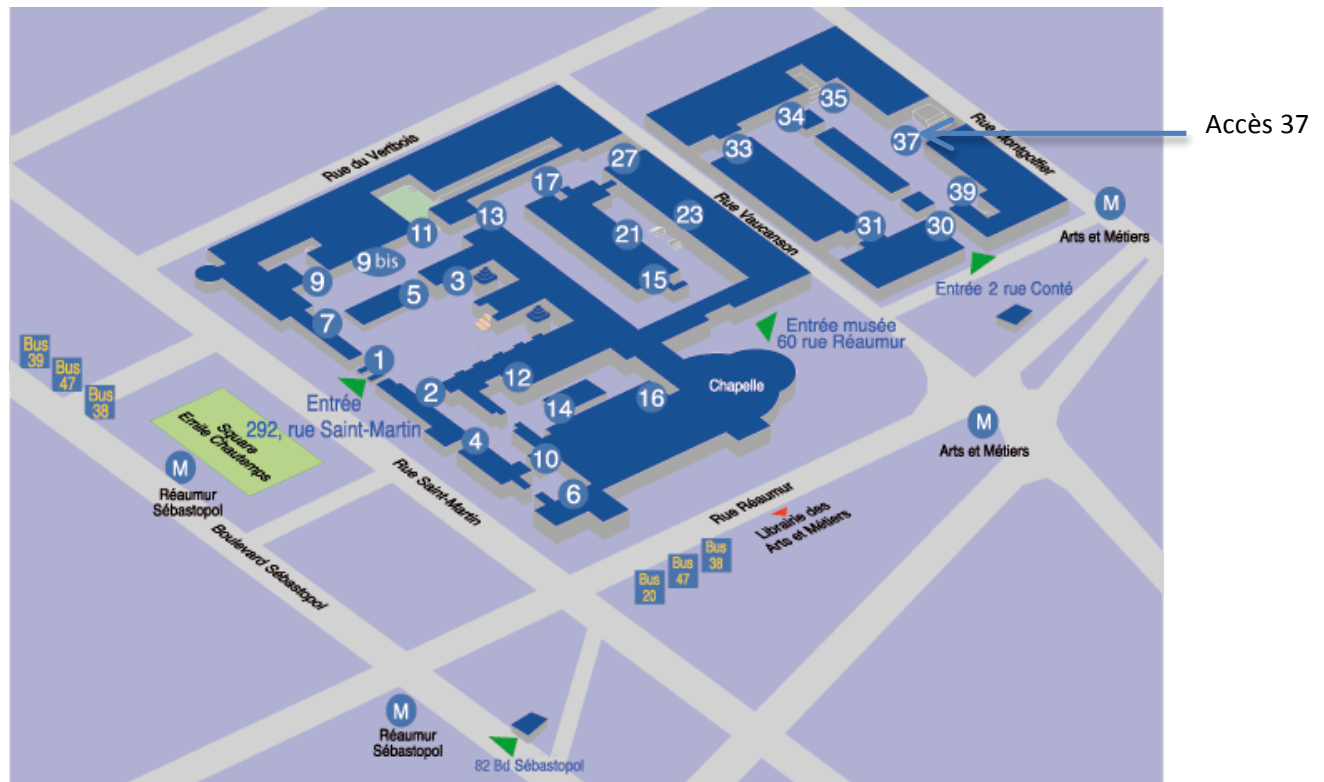 Accès 37
35
34
37
Rue Montgolfier
33
39
27
17
Rue du Vertbois
M
Arts et Métiers
23
Rue Vaucanson
13
11
21
31
30
9 bis
9
3
15
5
Entrée 2 rue Conté
7
Entrée musée
60 rue Réaumur
Bus
39
Bus
47
Bus
38
1
2
12
16
Chapelle
Entrée
292, rue Saint-Martin
14
4
10
6
Square
Emile Chautemps
M
Arts et Métiers
M
Réaumur
Sébastopol
Rue Saint-Martin
Rue Réaumur
Librairie des
Arts et Métiers
Boulevard Sébastopol
Bus
38
Bus
47
Bus
20
M
Réaumur
Sébastopol
82 Bd Sébastopol